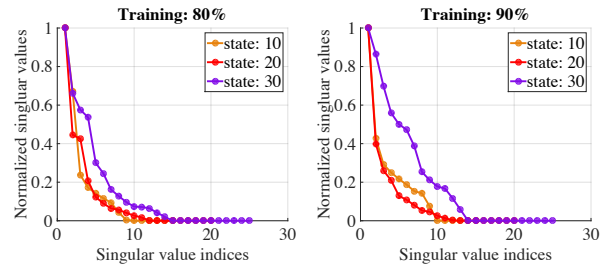 Training: 80%
Normalized singluar values
1
0.8
0.6
0.4
0.2
0
0
10
20
30
Singular value indices
state: 10
state: 20
state: 30
Training: 90%
Normalized singluar values
1
0.8
0.6
0.4
0.2
0
0
10
20
30
Singular value indices
state: 10
state: 20
state: 30